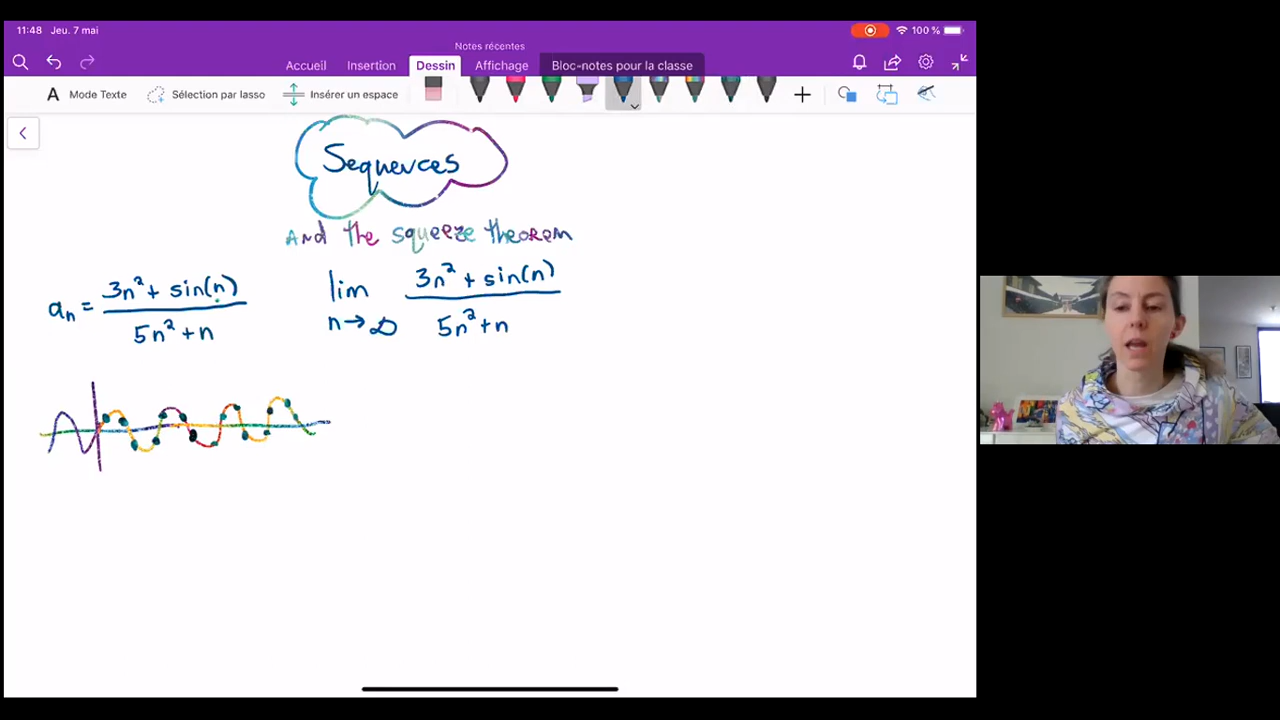 11:48 Jeu. 7 mai
100 %
Notes récentes
Accueil Insertion Dessin Affichage Bloc-notes pour la classe
A Mode Texte Sélection par lasso Insérer un espace
Sequences
And the squeeze theorem
aₙ = (3n² + sin(n)) / (5n² + n)
lim n→∞ (3n² + sin(n)) / (5n² + n)